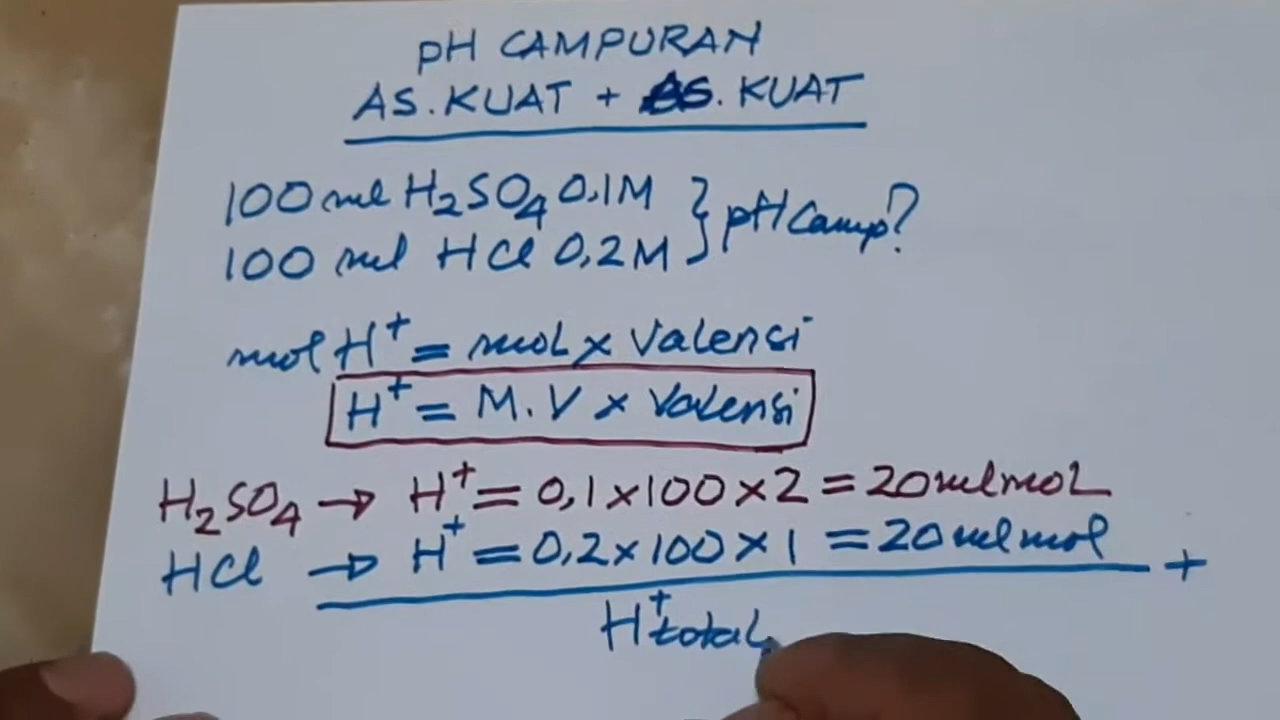 pH CAMPURAN
AS.KUAT + AS.KUAT
100 ml H₂SO₄ 0,1M
100 ml HCl 0,2M } pH Camp?
mol H⁺ = mol x Valensi
H⁺ = M.V x Valensi
H₂SO₄ → H⁺ = 0,1x100x2 = 20 mlmol
HCl → H⁺ = 0,2x100x1 = 20 mlmol +
H⁺ total